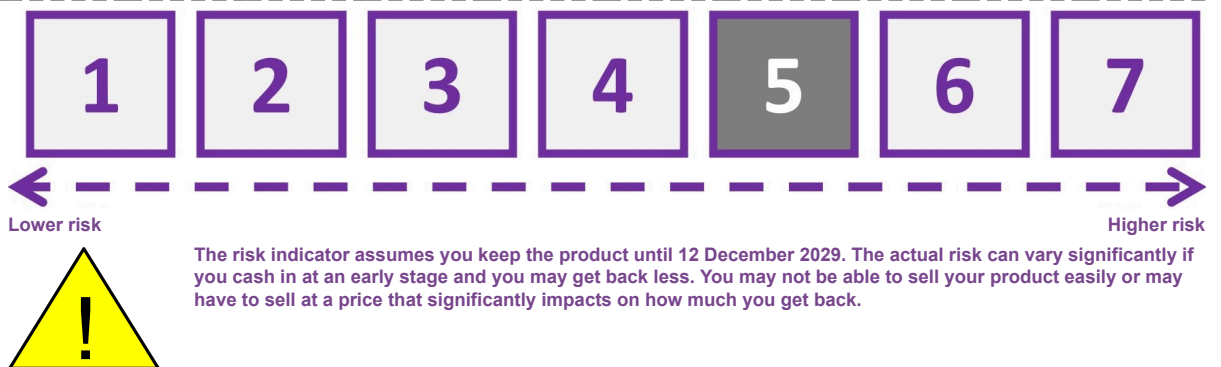 1 2 3 4 5 6 7
Lower risk Higher risk
The risk indicator assumes you keep the product until 12 December 2029. The actual risk can vary significantly if
you cash in at an early stage and you may get back less. You may not be able to sell your product easily or may
have to sell at a price that significantly impacts on how much you get back.
!